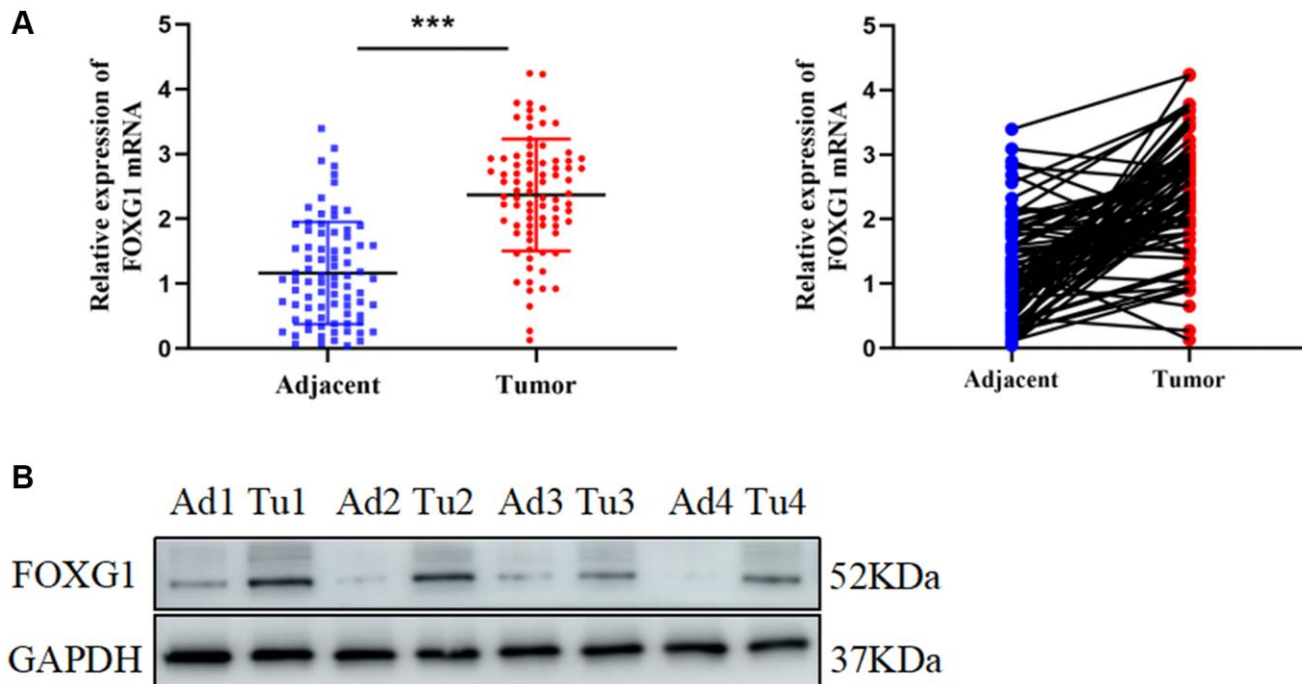 A
***
Relative expression of
FOXG1 mRNA
5
4
3
2
1
0
Adjacent Tumor
Relative expression of
FOXG1 mRNA
5
4
3
2
1
0
Adjacent Tumor
B
Ad1 Tu1 Ad2 Tu2 Ad3 Tu3 Ad4 Tu4
FOXG1 52KDa
GAPDH 37KDa